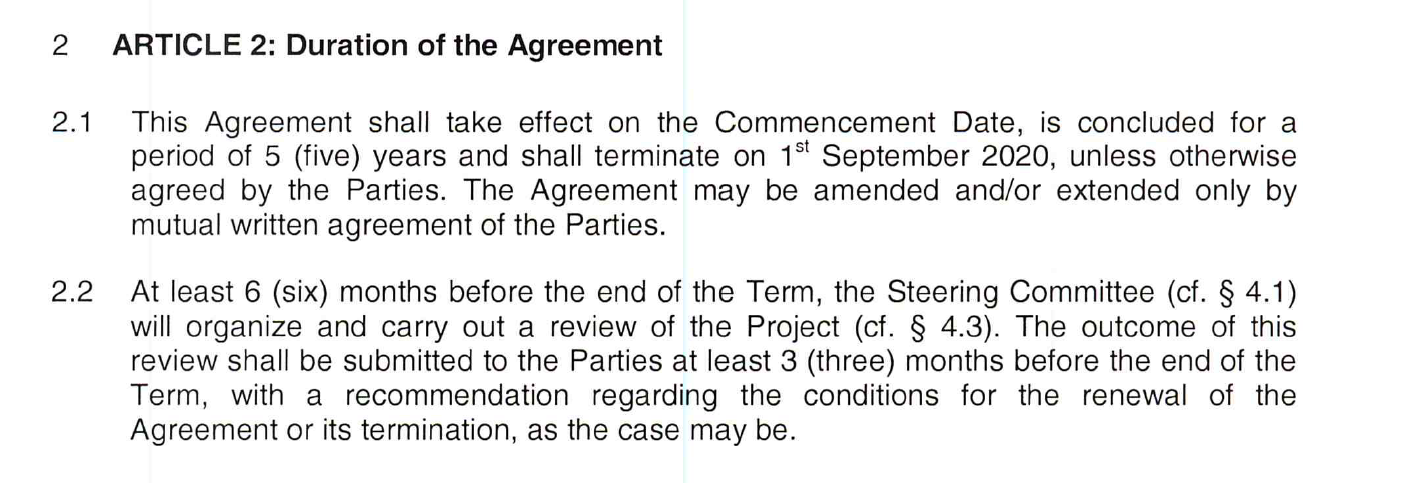 2 ARTICLE 2: Duration of the Agreement
2.1 This Agreement shall take effect on the Commencement Date, is concluded for a
period of 5 (five) years and shall terminate on 1st September 2020, unless otherwise
agreed by the Parties. The Agreement may be amended and/or extended only by
mutual written agreement of the Parties.
2.2 At least 6 (six) months before the end of the Term, the Steering Committee (cf. § 4.1)
will organize and carry out a review of the Project (cf. § 4.3). The outcome of this
review shall be submitted to the Parties at least 3 (three) months before the end of the
Term, with a recommendation regarding the conditions for the renewal of the
Agreement or its termination, as the case may be.